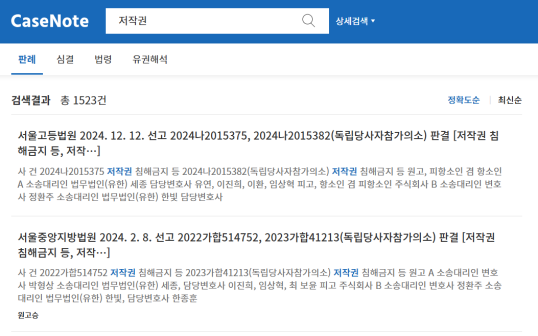 CaseNote 저작권 상세검색
판례 심결 법령 유권해석
검색결과 총 1523건 정확도순 최신순
서울고등법원 2024. 12. 12. 선고 2024나2015375, 2024나2015382(독립당사자참가의소) 판결 [저작권 침
해금지 등, 저작…]
사 건 2024나2015375 저작권 침해금지 등 2024나2015382(독립당사자참가의소) 저작권 침해금지 등 원고, 피항소인 겸 항소인
A 소송대리인 법무법인(유한) 세종 담당변호사 유연, 이진희, 이환, 임상혁 피고, 항소인 겸 피항소인 주식회사 B 소송대리인 변호
사 정환주 소송대리인 법무법인(유한) 한빛 담당변호사
서울중앙지방법원 2024. 2. 8. 선고 2022가합514752, 2023가합41213(독립당사자참가의소) 판결 [저작권
침해금지 등, 저작…]
사 건 2022가합514752 저작권 침해금지 등 2023가합41213(독립당사자참가의소) 저작권 침해금지 등 원고 A 소송대리인 변호
사 박형상 소송대리인 법무법인(유한) 세종, 담당변호사 이진희, 임상혁, 최 보윤 피고 주식회사 B 소송대리인 변호사 정환주 소송
대리인 법무법인(유한) 한빛, 담당변호사 한종훈
원고승